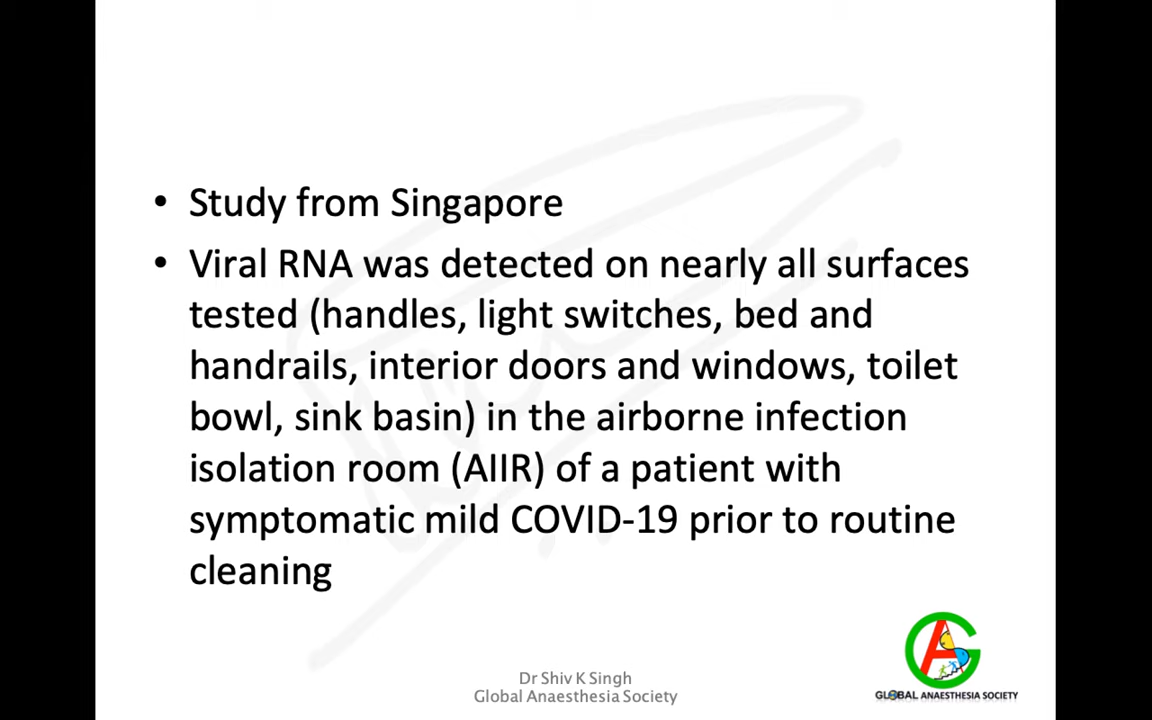 • Study from Singapore
• Viral RNA was detected on nearly all surfaces
tested (handles, light switches, bed and
handrails, interior doors and windows, toilet
bowl, sink basin) in the airborne infection
isolation room (AIIR) of a patient with
symptomatic mild COVID-19 prior to routine
cleaning
Dr Shiv K Singh
Global Anaesthesia Society
GLOBAL ANAESTHESIA SOCIETY